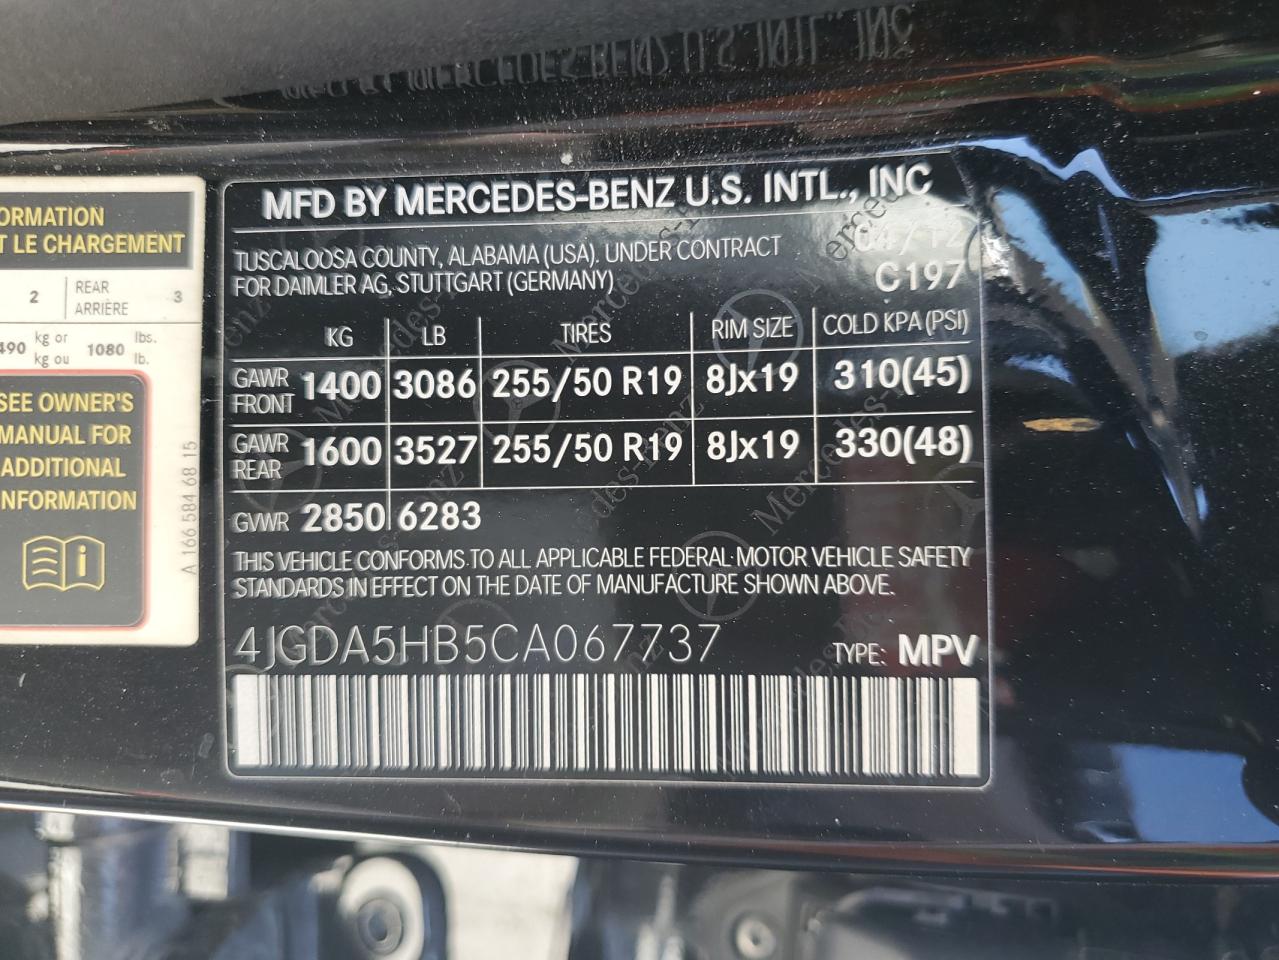 MFD BY MERCEDES-BENZ U.S. INTL., INC
TUSCALOOSA COUNTY, ALABAMA (USA). UNDER CONTRACT 04/12
FOR DAIMLER AG, STUTTGART (GERMANY) C197
KG LB TIRES RIM SIZE COLD KPA (PSI)
GAWR FRONT 1400 3086 255/50 R19 8Jx19 310(45)
GAWR REAR 1600 3527 255/50 R19 8Jx19 330(48)
GVWR 2850 6283
THIS VEHICLE CONFORMS TO ALL APPLICABLE FEDERAL MOTOR VEHICLE SAFETY
STANDARDS IN EFFECT ON THE DATE OF MANUFACTURE SHOWN ABOVE.
4JGDA5HB5CA067737 TYPE: MPV
ORMATION
T LE CHARGEMENT
2 REAR 3
ARRIÈRE
490 kg or 1080 lbs.
kg ou lb.
SEE OWNER'S
MANUAL FOR
ADDITIONAL
INFORMATION
A 166 584 68 15